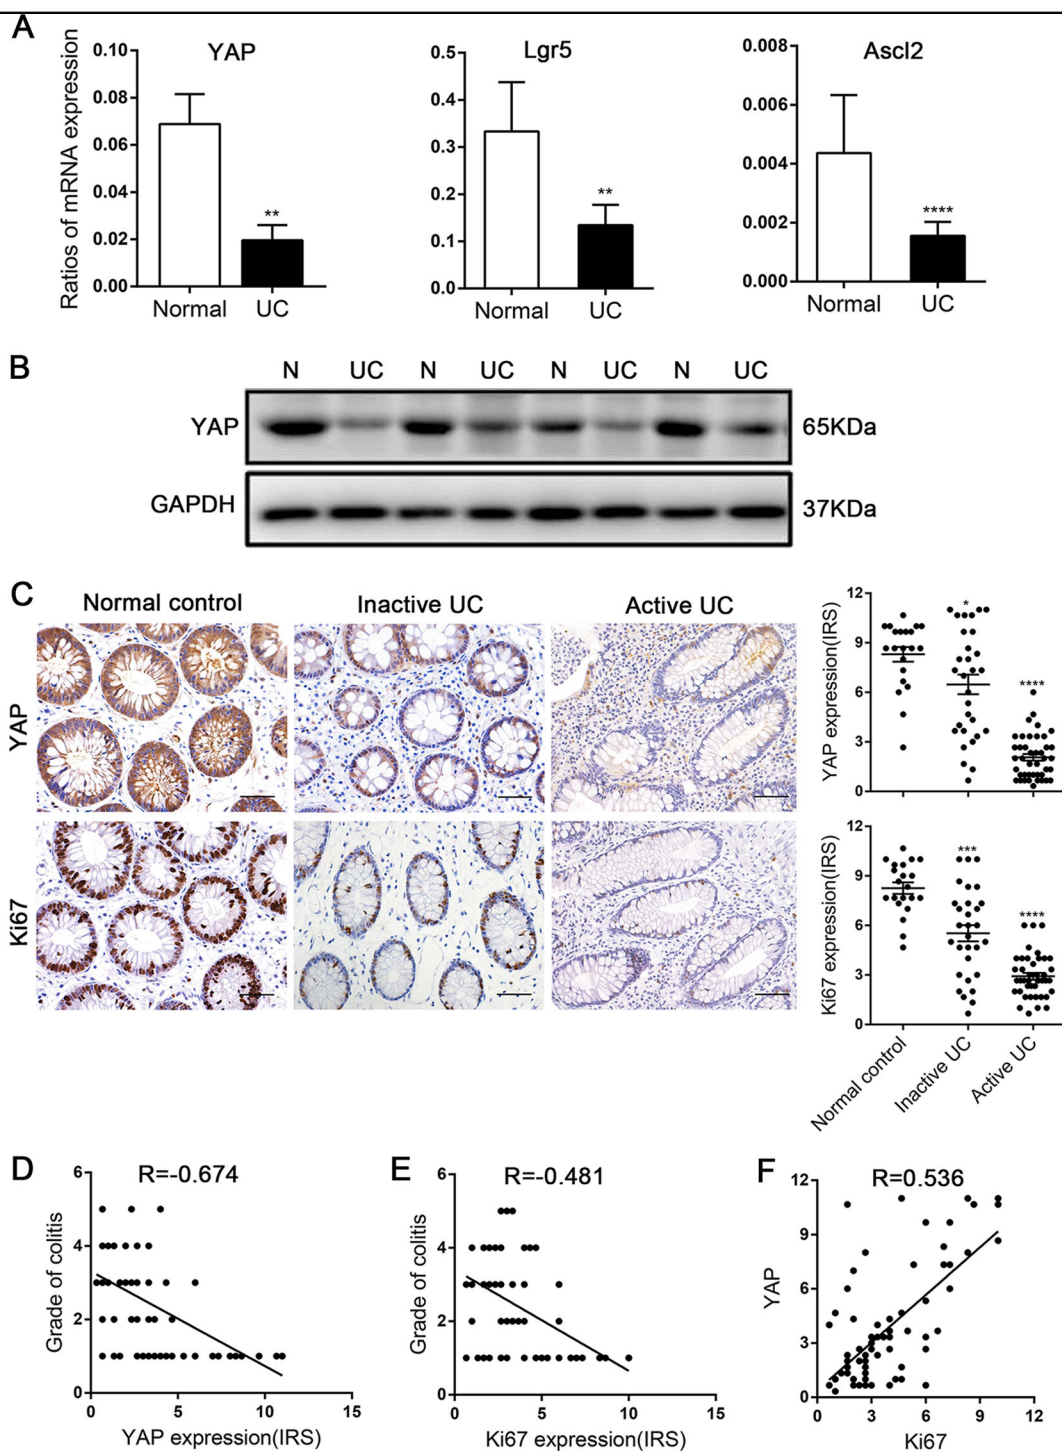 A
YAP
Lgr5
Ascl2
Ratios of mRNA expression
0.10
0.08
0.06
0.04
0.02
0.00
**
Normal
UC
0.5
0.4
0.3
0.2
0.1
0.0
**
Normal
UC
0.008
0.006
0.004
0.002
0.000
****
Normal
UC
B
N UC N UC N UC N UC
YAP
65KDa
GAPDH
37KDa
C
Normal control
Inactive UC
Active UC
YAP
Ki67
YAP expression(IRS)
12
9
6
3
0
*
****
Ki67 expression(IRS)
12
9
6
3
0
***
****
Normal control
Inactive UC
Active UC
D
R=-0.674
Grade of colitis
6
4
2
0
0 5 10 15
YAP expression(IRS)
E
R=-0.481
Grade of colitis
6
4
2
0
0 5 10 15
Ki67 expression(IRS)
F
R=0.536
YAP
12
9
6
3
0
0 3 6 9 12
Ki67